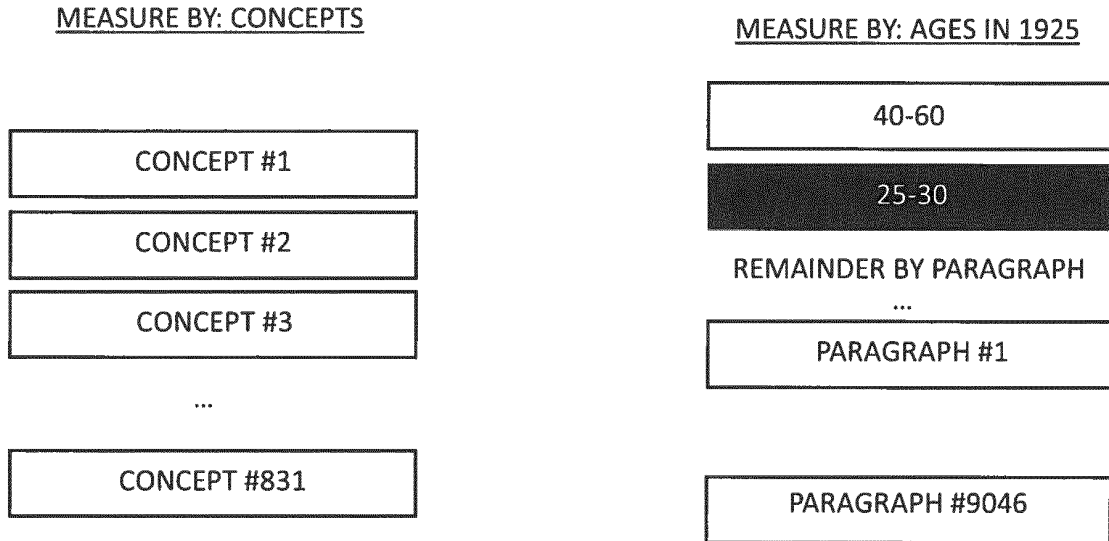 MEASURE BY: CONCEPTS
CONCEPT #1
CONCEPT #2
CONCEPT #3
...
CONCEPT #831
MEASURE BY: AGES IN 1925
40-60
25-30
REMAINDER BY PARAGRAPH
...
PARAGRAPH #1
PARAGRAPH #9046